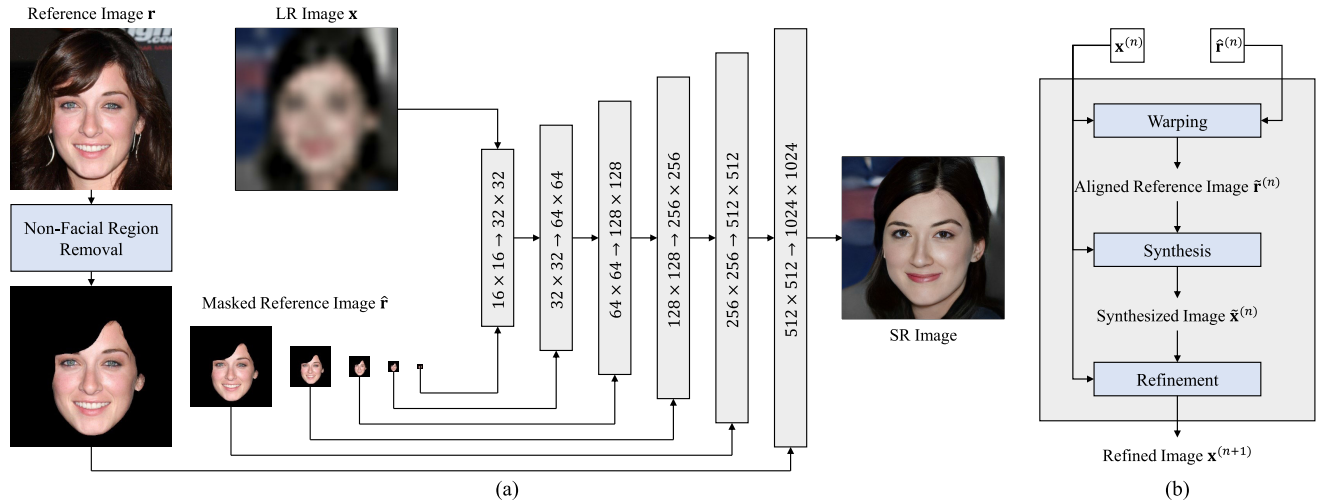 Reference Image r
LR Image x
Non-Facial Region
Removal
Masked Reference Image r̂
16 × 16 → 32 × 32
32 × 32 → 64 × 64
64 × 64 → 128 × 128
128 × 128 → 256 × 256
256 × 256 → 512 × 512
512 × 512 → 1024 × 1024
SR Image
(a)
x⁽ⁿ⁾
r̂⁽ⁿ⁾
Warping
Aligned Reference Image r̃⁽ⁿ⁾
Synthesis
Synthesized Image x̃⁽ⁿ⁾
Refinement
Refined Image x⁽ⁿ⁺¹⁾
(b)